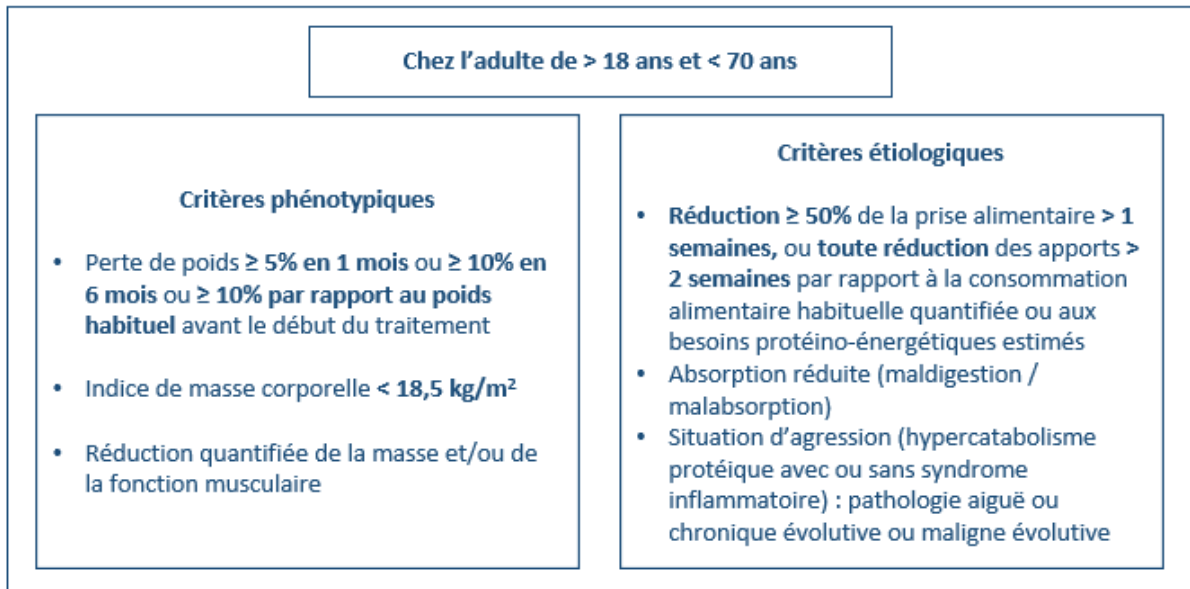 Chez l'adulte de > 18 ans et < 70 ans
Critères phénotypiques
• Perte de poids ≥ 5% en 1 mois ou ≥ 10% en
6 mois ou ≥ 10% par rapport au poids
habituel avant le début du traitement
• Indice de masse corporelle < 18,5 kg/m²
• Réduction quantifiée de la masse et/ou de
la fonction musculaire
Critères étiologiques
• Réduction ≥ 50% de la prise alimentaire > 1
semaines, ou toute réduction des apports >
2 semaines par rapport à la consommation
alimentaire habituelle quantifiée ou aux
besoins protéino-énergétiques estimés
• Absorption réduite (maldigestion /
malabsorption)
• Situation d'agression (hypercatabolisme
protéique avec ou sans syndrome
inflammatoire) : pathologie aiguë ou
chronique évolutive ou maligne évolutive